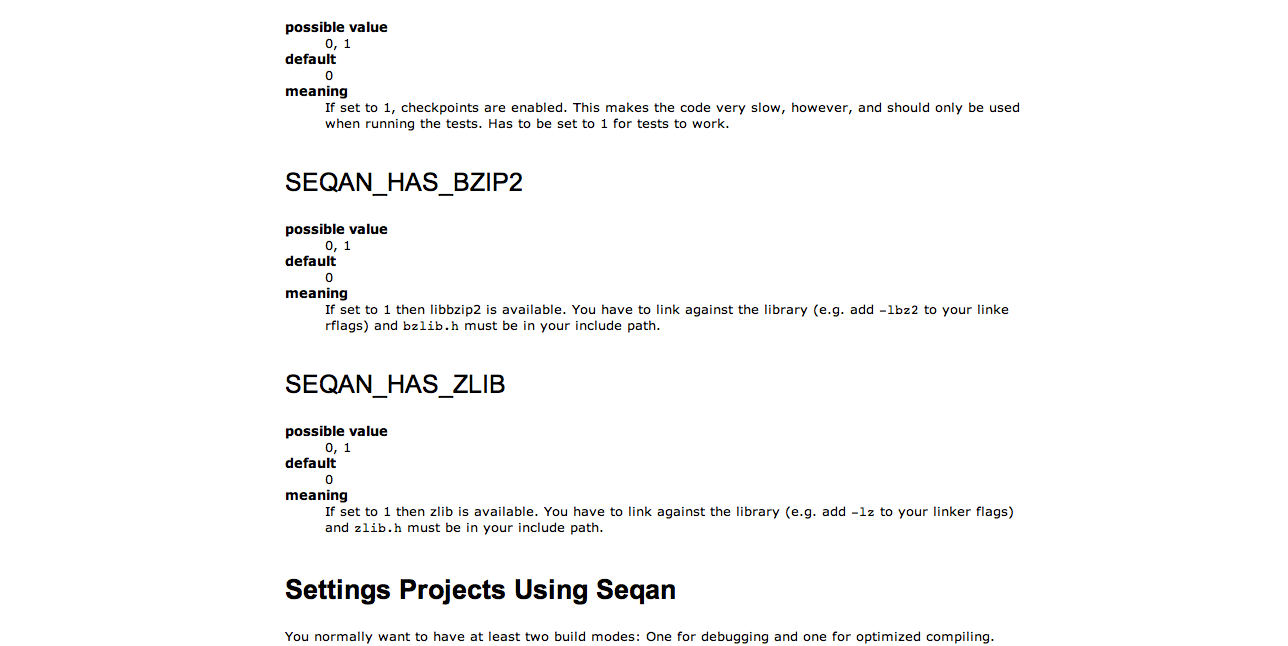 possible value
0, 1
default
0
meaning
If set to 1, checkpoints are enabled. This makes the code very slow, however, and should only be used
when running the tests. Has to be set to 1 for tests to work.
SEQAN_HAS_BZIP2
possible value
0, 1
default
0
meaning
If set to 1 then libbzip2 is available. You have to link against the library (e.g. add -lbz2 to your linke
rflags) and bzlib.h must be in your include path.
SEQAN_HAS_ZLIB
possible value
0, 1
default
0
meaning
If set to 1 then zlib is available. You have to link against the library (e.g. add -lz to your linker flags)
and zlib.h must be in your include path.
Settings Projects Using Seqan
You normally want to have at least two build modes: One for debugging and one for optimized compiling.